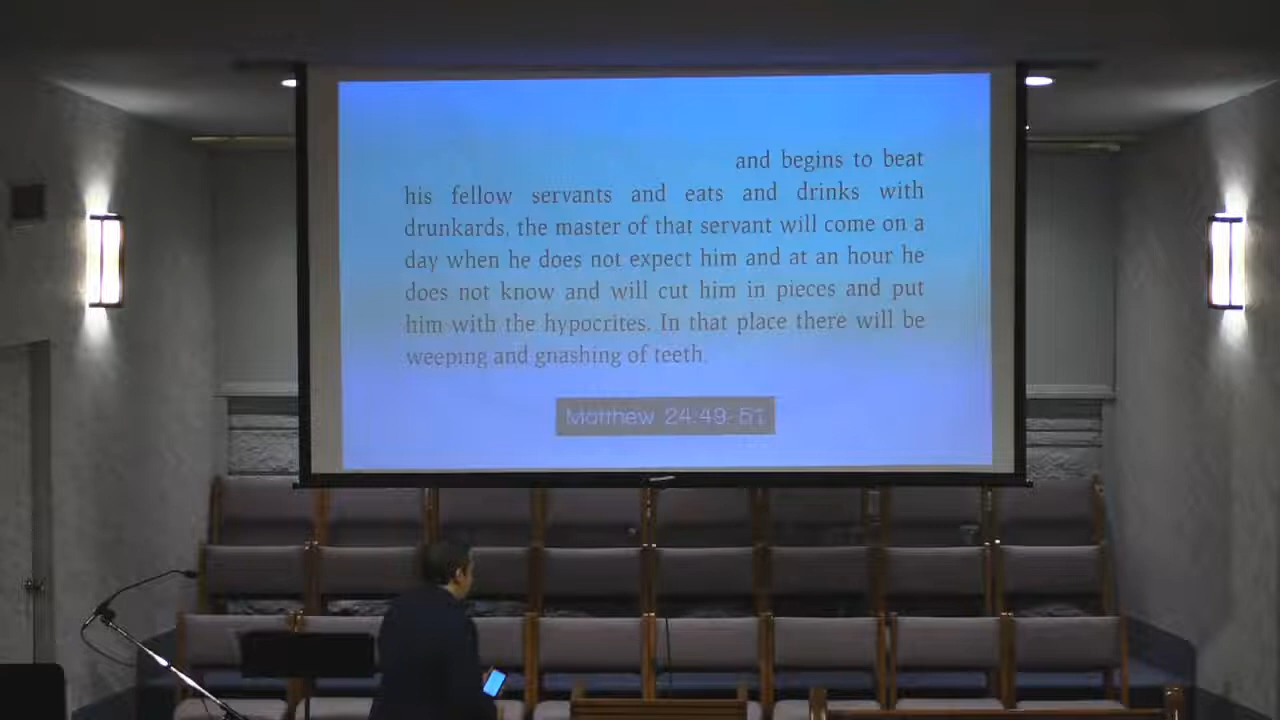 and begins to beat
his fellow servants and eats and drinks with
drunkards, the master of that servant will come on a
day when he does not expect him and at an hour he
does not know and will cut him in pieces and put
him with the hypocrites. In that place there will be
weeping and gnashing of teeth.
Matthew 24:49-51